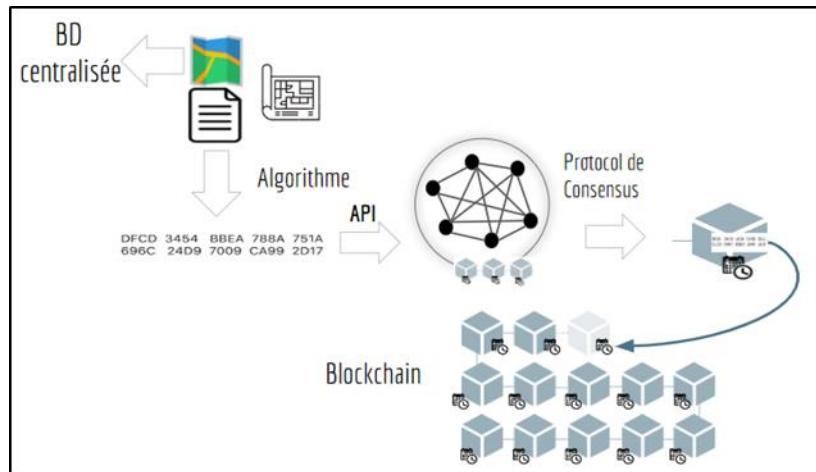 BD
centralisée
Algorithme
DFCD 3454 BBEA 788A 751A
696C 24D9 7009 CA99 2D17
API
Protocol de
Consensus
Blockchain